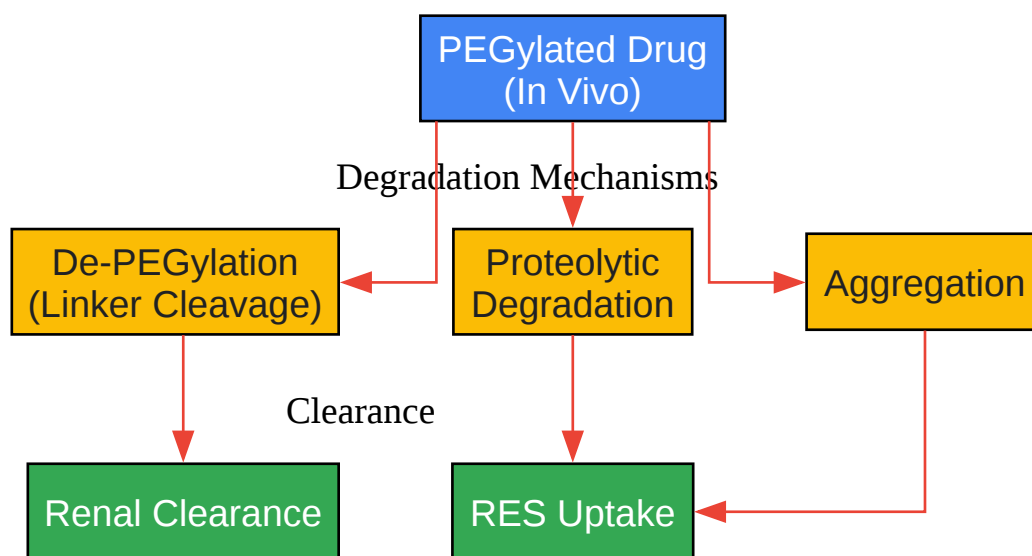 PEGylated Drug
(In Vivo)
Degradation Mechanisms
De-PEGylation
(Linker Cleavage)
Proteolytic
Degradation
Aggregation
Clearance
Renal Clearance
RES Uptake